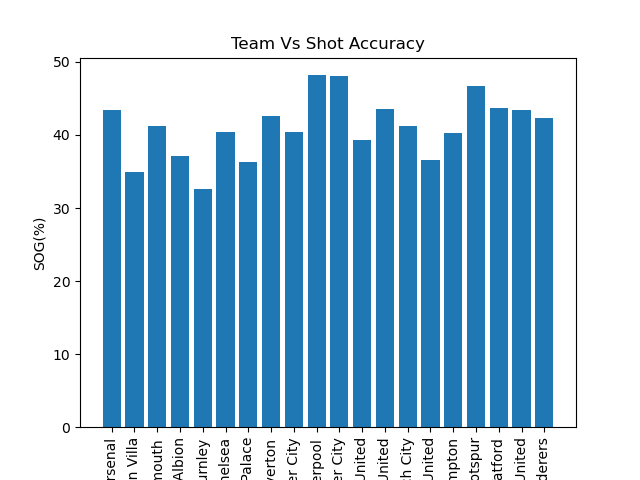 Team Vs Shot Accuracy
SOG(%)
50
40
30
20
10
0
rsenal
n Villa
mouth
Albion
urnley
helsea
Palace
verton
er City
erpool
er City
United
United
h City
United
mpton
otspur
atford
United
derers